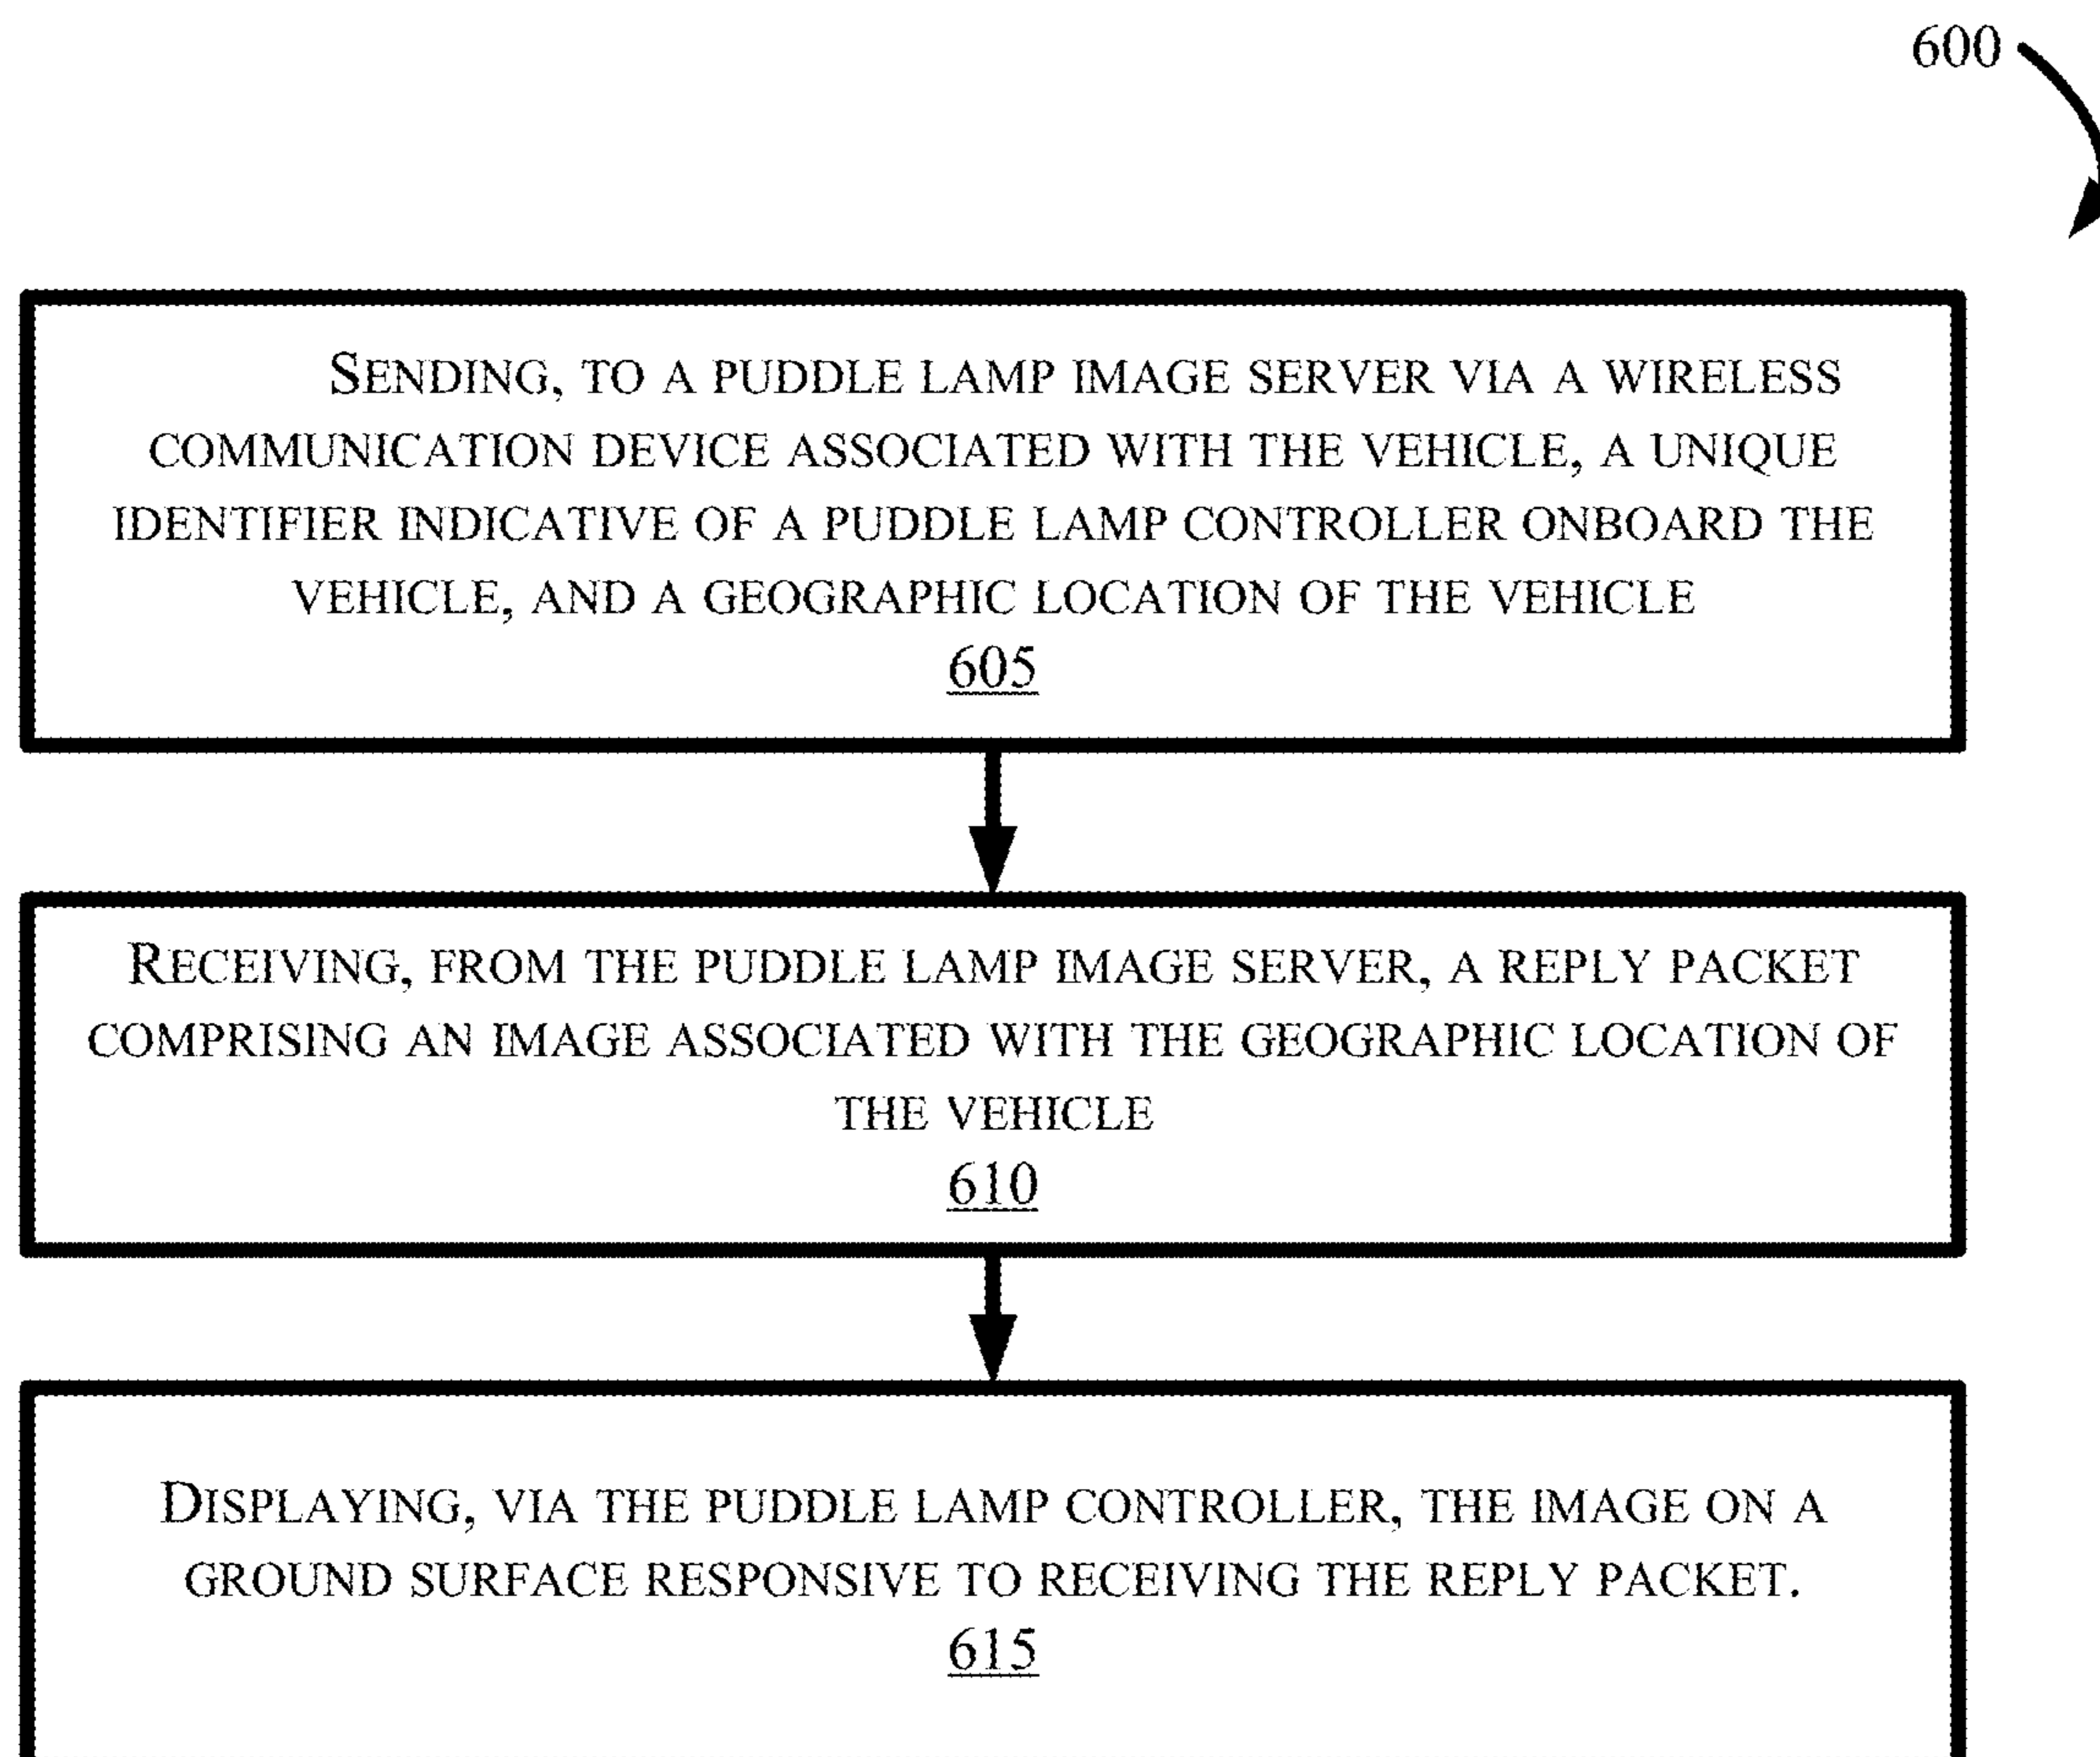 600
SENDING, TO A PUDDLE LAMP IMAGE SERVER VIA A WIRELESS
COMMUNICATION DEVICE ASSOCIATED WITH THE VEHICLE, A UNIQUE
IDENTIFIER INDICATIVE OF A PUDDLE LAMP CONTROLLER ONBOARD THE
VEHICLE, AND A GEOGRAPHIC LOCATION OF THE VEHICLE
605
RECEIVING, FROM THE PUDDLE LAMP IMAGE SERVER, A REPLY PACKET
COMPRISING AN IMAGE ASSOCIATED WITH THE GEOGRAPHIC LOCATION OF
THE VEHICLE
610
DISPLAYING, VIA THE PUDDLE LAMP CONTROLLER, THE IMAGE ON A
GROUND SURFACE RESPONSIVE TO RECEIVING THE REPLY PACKET.
615